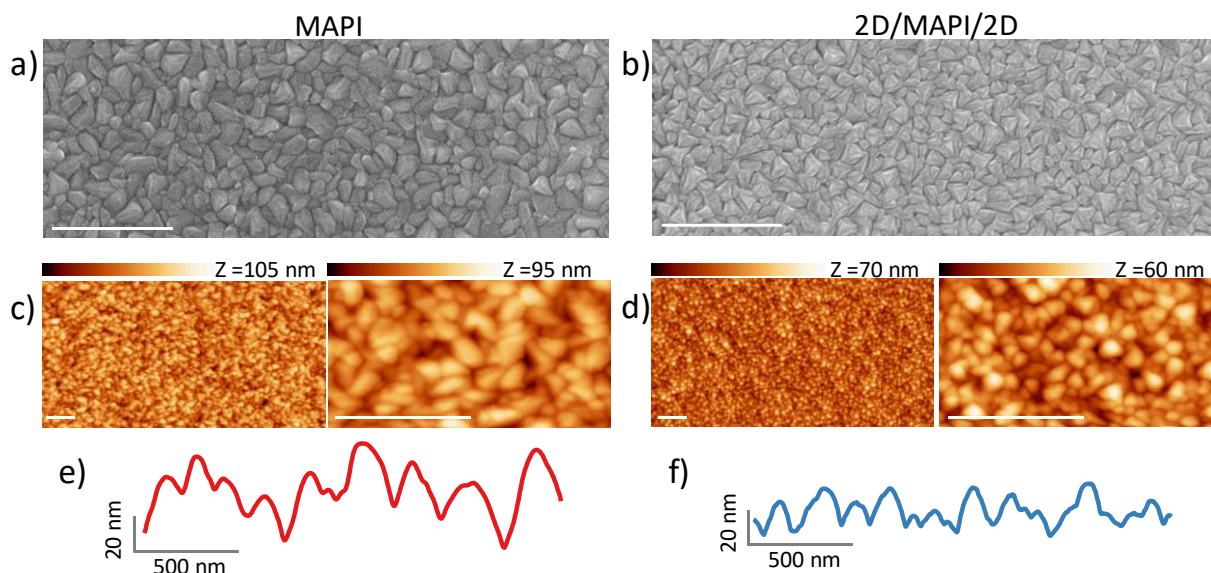 MAPI
2D/MAPI/2D
a)
b)
Z =105 nm
Z =95 nm
Z =70 nm
Z =60 nm
c)
d)
e)
f)
20 nm
500 nm
20 nm
500 nm